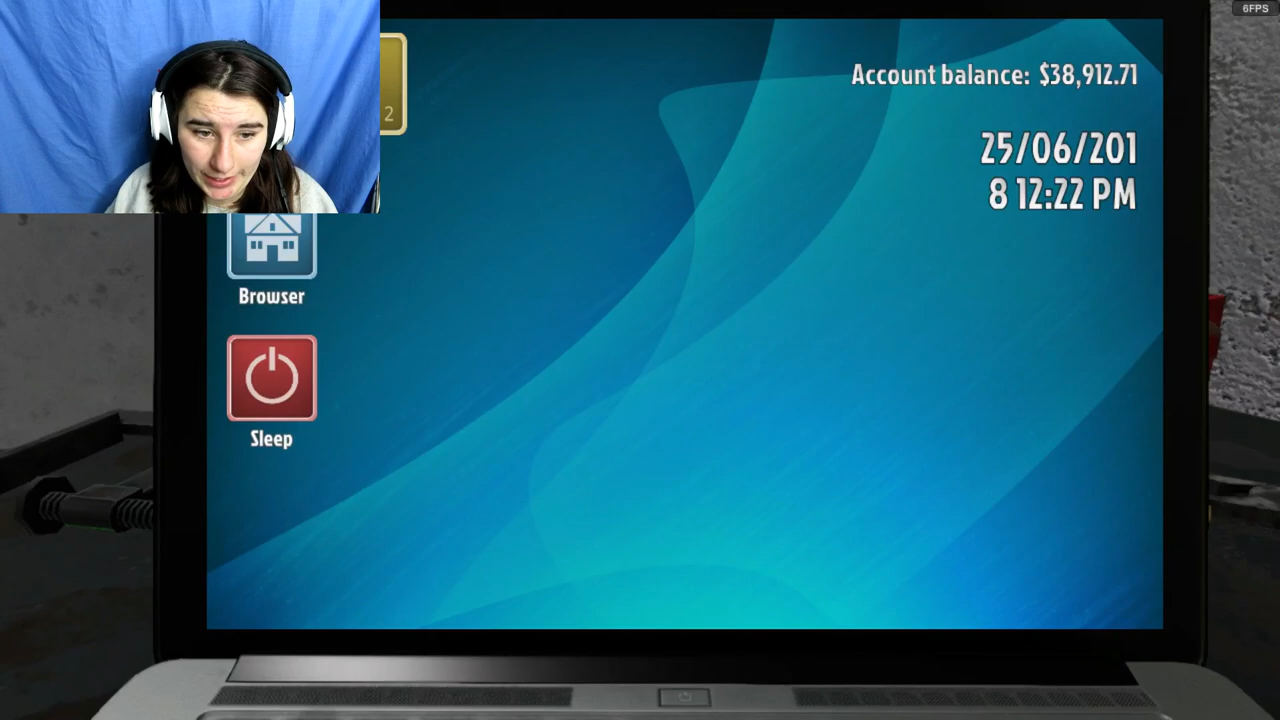 6FPS
2
Account balance: $38,912.71
25/06/201
8 12:22 PM
Browser
Sleep